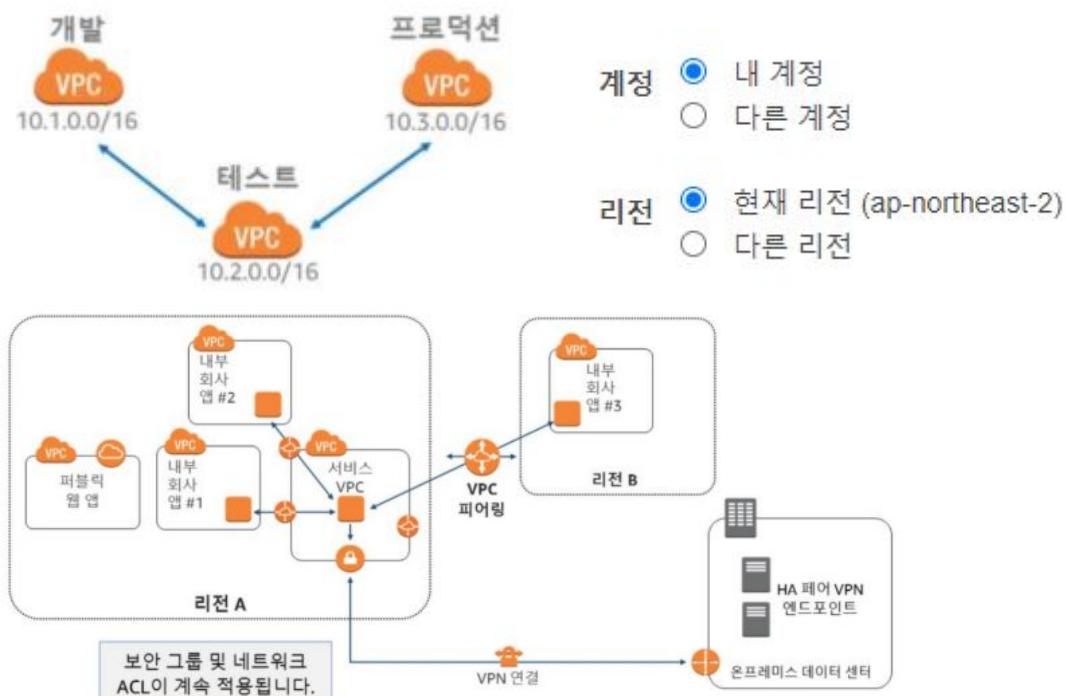 개발
VPC
10.1.0.0/16
프로덕션
VPC
10.3.0.0/16
테스트
VPC
10.2.0.0/16
계정
내 계정
다른 계정
리전
현재 리전 (ap-northeast-2)
다른 리전
VPC
내부
회사
앱 #2
VPC
퍼블릭
웹 앱
VPC
내부
회사
앱 #1
VPC
서비스
VPC
리전 A
VPC
피어링
VPC
내부
회사
앱 #3
리전 B
보안 그룹 및 네트워크
ACL이 계속 적용됩니다.
VPN 연결
HA 페어 VPN
엔드포인트
온프레미스 데이터 센터